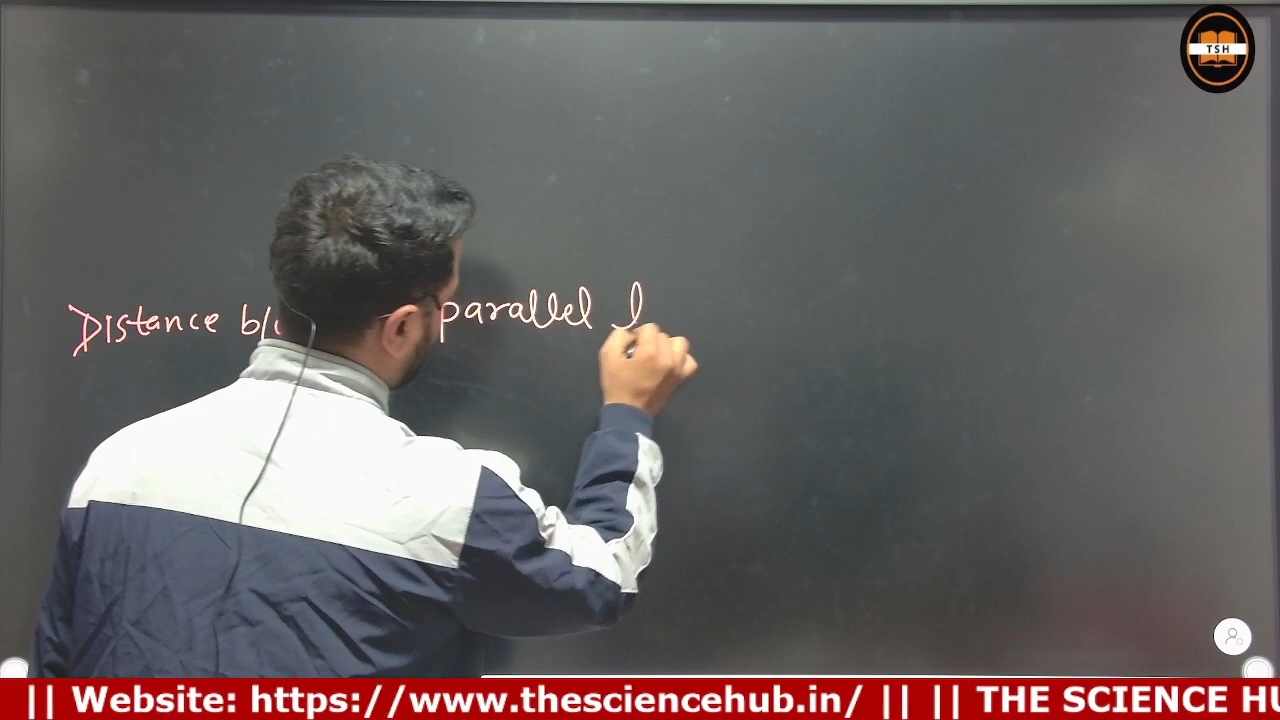 TSH
Distance b/ parallel l
|| Website: https://www.thesciencehub.in/ || || THE SCIENCE HU